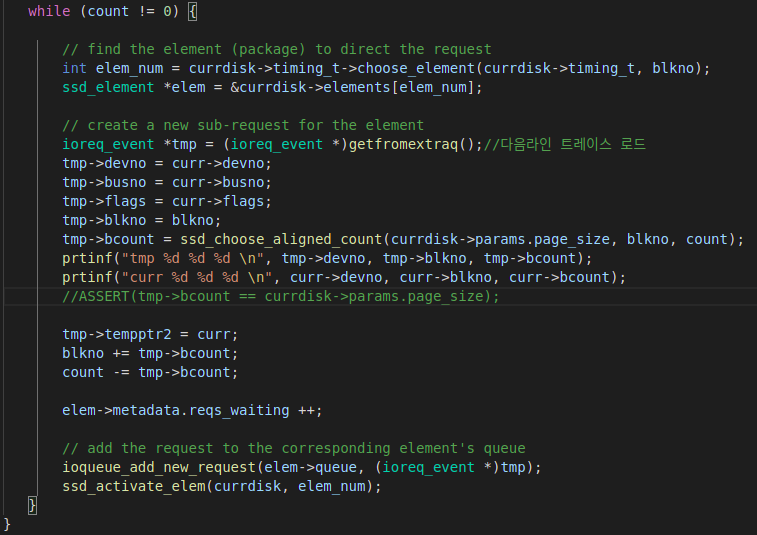 while (count != 0) {
// find the element (package) to direct the request
int elem_num = currdisk->timing_t->choose_element(currdisk->timing_t, blkno);
ssd_element *elem = &currdisk->elements[elem_num];
// create a new sub-request for the element
ioreq_event *tmp = (ioreq_event *)getfromextraq();//다음라인 트레이스 로드
tmp->devno = curr->devno;
tmp->busno = curr->busno;
tmp->flags = curr->flags;
tmp->blkno = blkno;
tmp->bcount = ssd_choose_aligned_count(currdisk->params.page_size, blkno, count);
prtinf("tmp %d %d %d \n", tmp->devno, tmp->blkno, tmp->bcount);
prtinf("curr %d %d %d \n", curr->devno, curr->blkno, curr->bcount);
//ASSERT(tmp->bcount == currdisk->params.page_size);
tmp->tempptr2 = curr;
blkno += tmp->bcount;
count -= tmp->bcount;
elem->metadata.reqs_waiting ++;
// add the request to the corresponding element's queue
ioqueue_add_new_request(elem->queue, (ioreq_event *)tmp);
ssd_activate_elem(currdisk, elem_num);
}
}